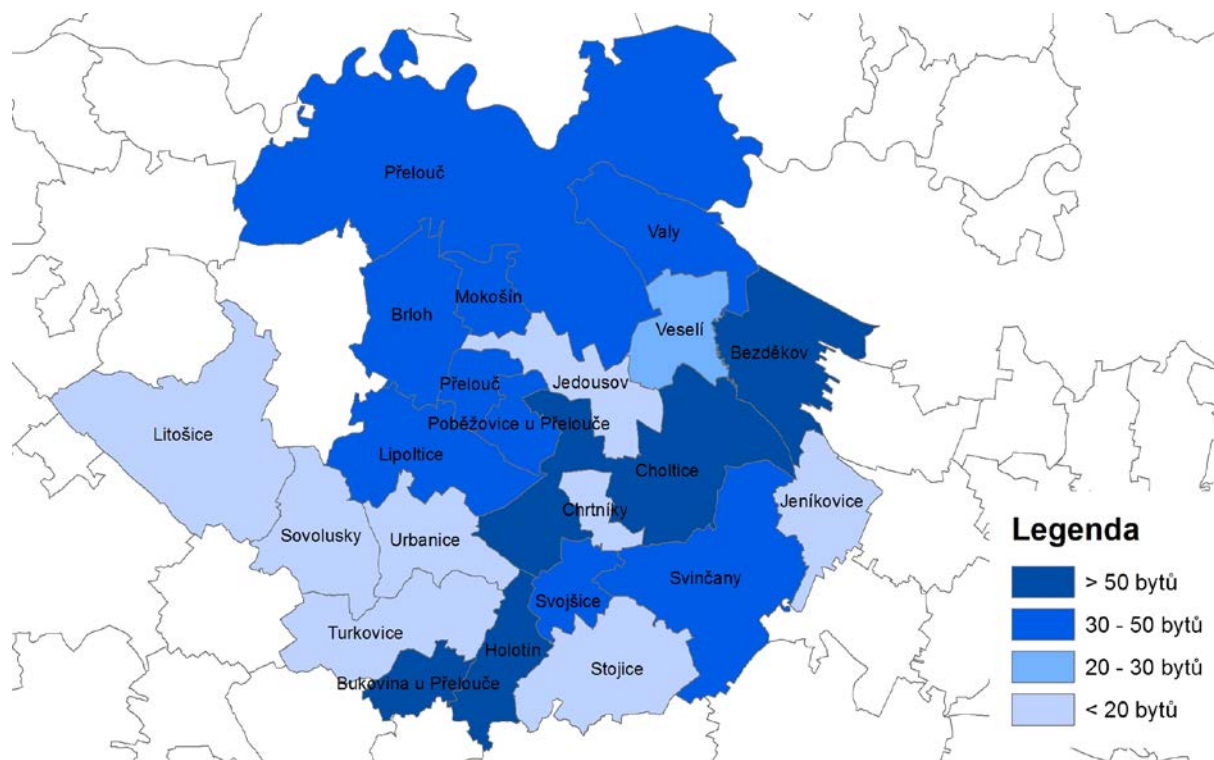 Přelouč
Valy
Mokošín
Brloh
Veselí
Bezděkov
Přelouč
Jedousov
Litošice
Poběžovice u Přelouče
Lipoltice
Choltice
Jeníkovice
Chrtníky
Sovolusky
Urbanice
Svinčany
Svojšice
Turkovice
Holotín
Stojice
Bukovina u Přelouče
Legenda
> 50 bytů
30 - 50 bytů
20 - 30 bytů
< 20 bytů